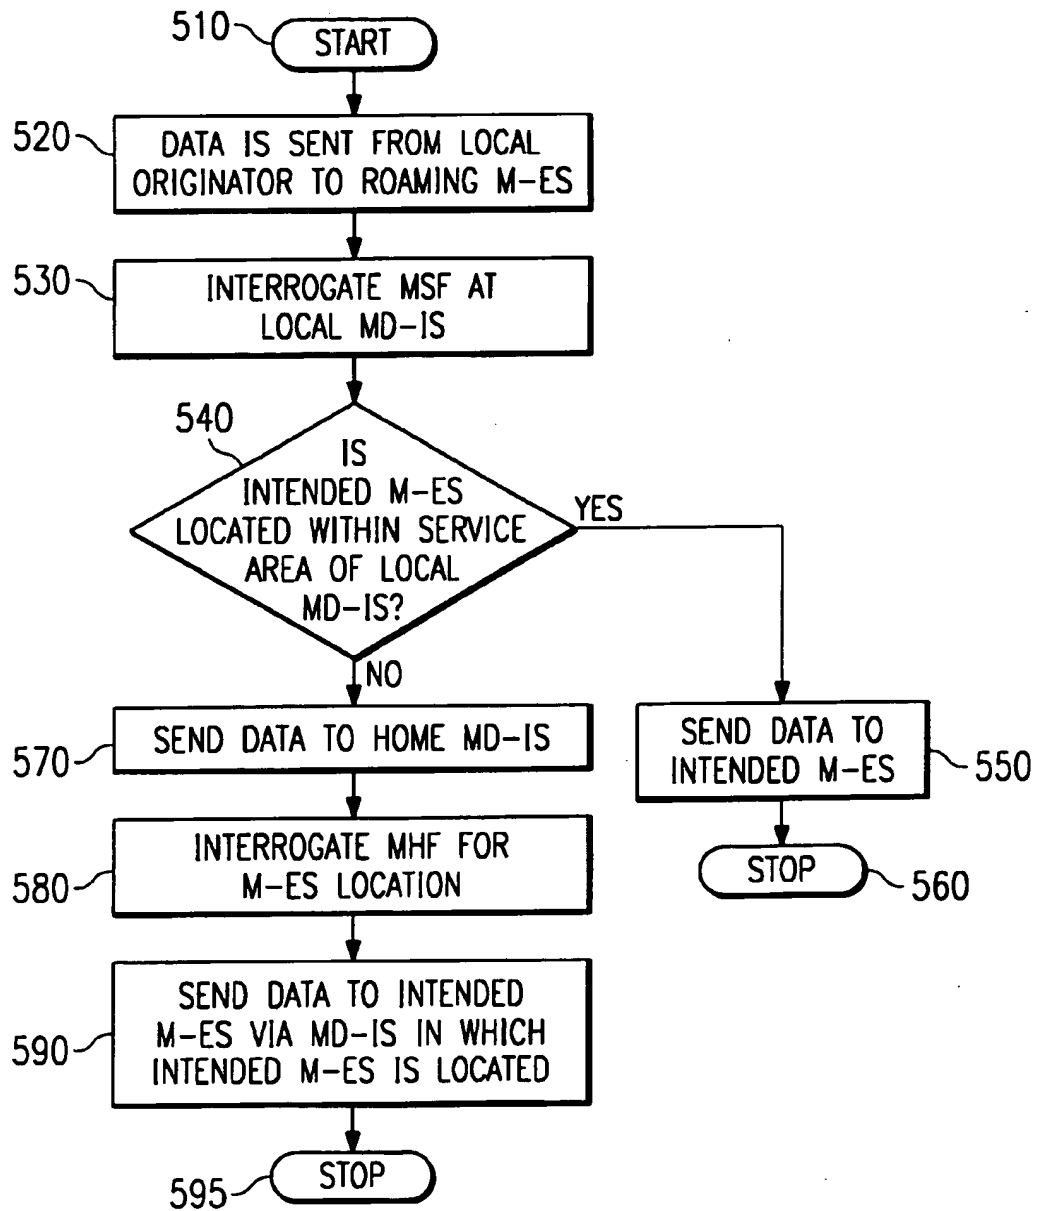 510
START
520
DATA IS SENT FROM LOCAL
ORIGINATOR TO ROAMING M-ES
530
INTERROGATE MSF AT
LOCAL MD-IS
540
IS
INTENDED M-ES
LOCATED WITHIN SERVICE
AREA OF LOCAL
MD-IS?
YES
NO
570
SEND DATA TO HOME MD-IS
SEND DATA TO
INTENDED M-ES
550
580
INTERROGATE MHF FOR
M-ES LOCATION
STOP
560
590
SEND DATA TO INTENDED
M-ES VIA MD-IS IN WHICH
INTENDED M-ES IS LOCATED
STOP
595